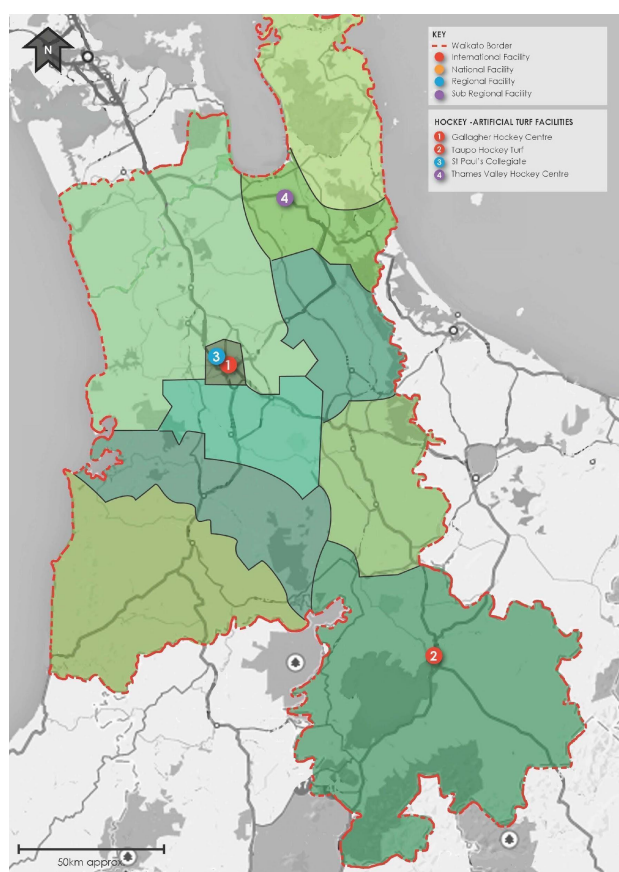 N
KEY
Waikato Border
International Facility
National Facility
Regional Facility
Sub Regional Facility
HOCKEY -ARTIFICIAL TURF FACILITIES
1 Gallagher Hockey Centre
2 Taupo Hockey Turf
3 St Paul's Collegiate
4 Thames Valley Hockey Centre
4
3
1
2
50km approx